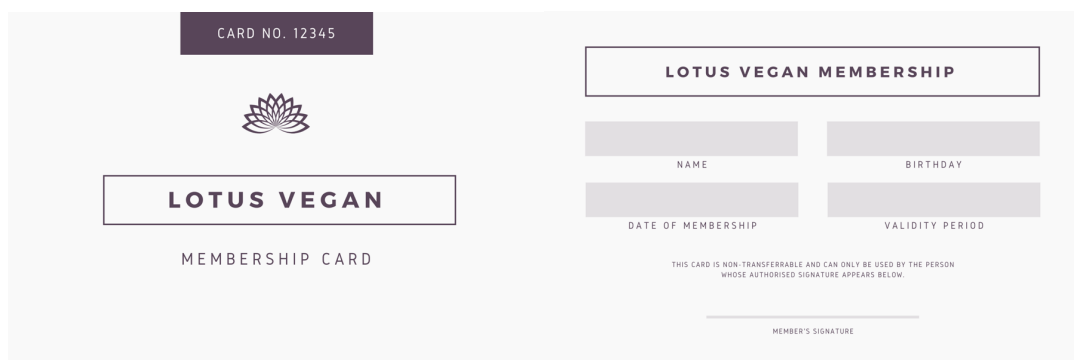 CARD NO. 12345
LOTUS VEGAN
MEMBERSHIP CARD
LOTUS VEGAN MEMBERSHIP
NAME
BIRTHDAY
DATE OF MEMBERSHIP
VALIDITY PERIOD
THIS CARD IS NON-TRANSFERRABLE AND CAN ONLY BE USED BY THE PERSON
WHOSE AUTHORISED SIGNATURE APPEARS BELOW.
MEMBER'S SIGNATURE